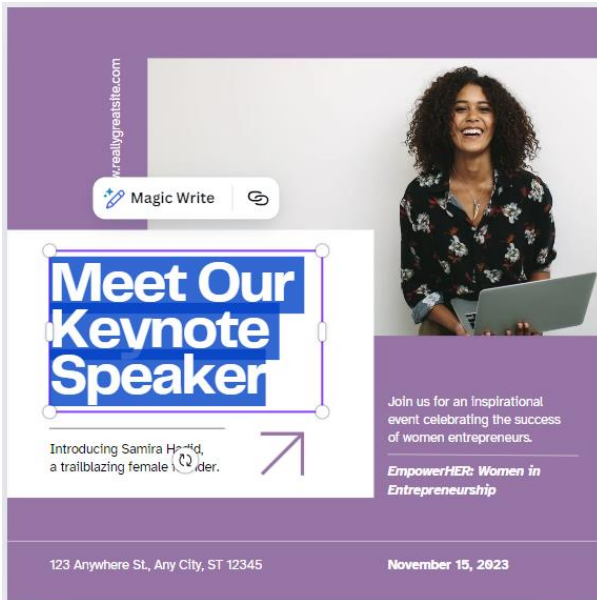 www.reallygreatsite.com
Magic Write
Meet Our
Keynote
Speaker
Introducing Samira Hadid,
a trailblazing female founder.
Join us for an inspirational
event celebrating the success
of women entrepreneurs.
EmpowerHER: Women in
Entrepreneurship
123 Anywhere St., Any City, ST 12345
November 15, 2023